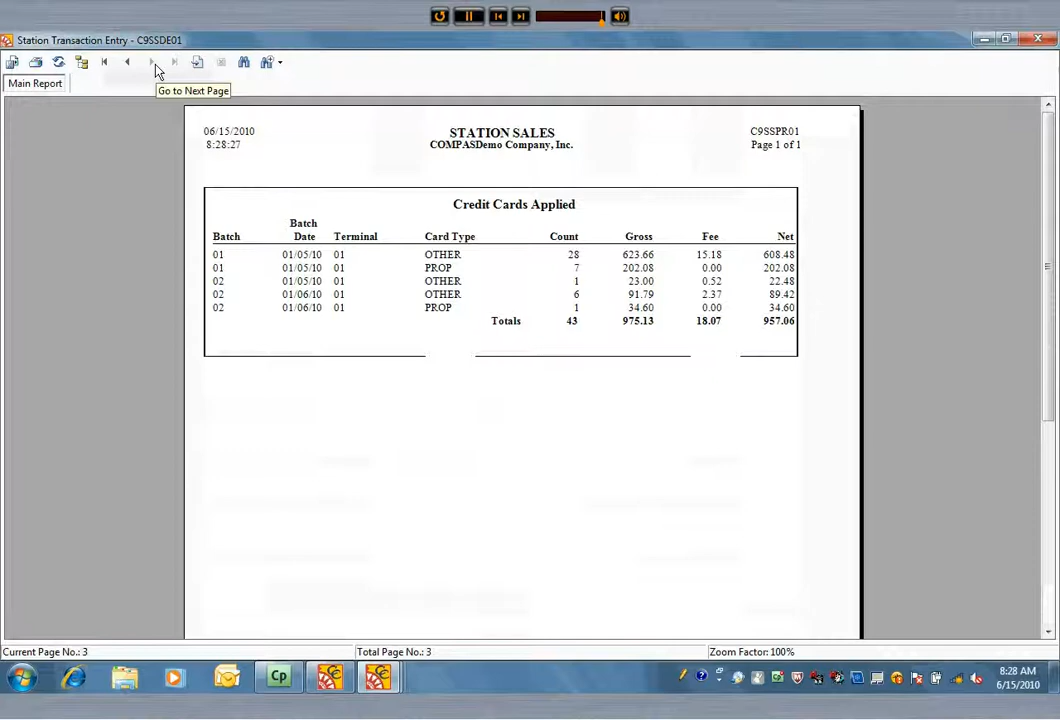 Station Transaction Entry - C9SSDE01
Main Report
Go to Next Page
06/15/2010 STATION SALES C9SSPR01
8:28:27 COMPASDemo Company, Inc. Page 1 of 1
Credit Cards Applied
Batch Batch Date Terminal Card Type Count Gross Fee Net
01 01/05/10 01 OTHER 28 623.66 15.18 608.48
01 01/05/10 01 PROP 7 202.08 0.00 202.08
02 01/05/10 01 OTHER 1 23.00 0.52 22.48
02 01/06/10 01 OTHER 6 91.79 2.37 89.42
02 01/06/10 01 PROP 1 34.60 0.00 34.60
Totals 43 975.13 18.07 957.06
Current Page No.: 3 Total Page No.: 3 Zoom Factor: 100%
Cp
8:28 AM
6/15/2010